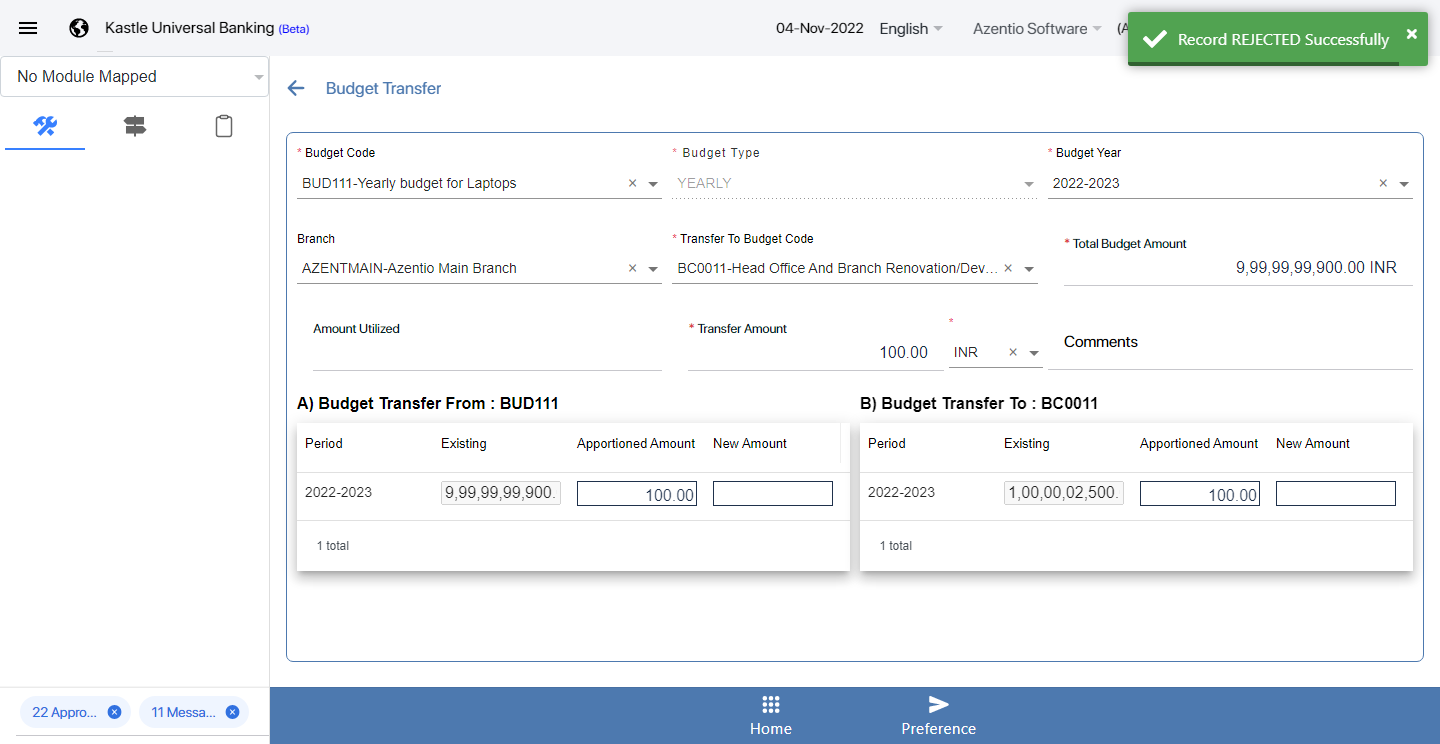 Kastle Universal Banking (Beta)
04-Nov-2022 English Azentio Software (A
Record REJECTED Successfully ×
No Module Mapped
Budget Transfer
* Budget Code
* Budget Type
* Budget Year
BUD111-Yearly budget for Laptops ×
YEARLY
2022-2023 ×
Branch
* Transfer To Budget Code
* Total Budget Amount
AZENTMAIN-Azentio Main Branch ×
BC0011-Head Office And Branch Renovation/Dev... ×
9,99,99,99,900.00 INR
Amount Utilized
* Transfer Amount
*
100.00
INR ×
Comments
A) Budget Transfer From : BUD111
Period Existing Apportioned Amount New Amount
2022-2023 9,99,99,99,900. 100.00
1 total
B) Budget Transfer To : BC0011
Period Existing Apportioned Amount New Amount
2022-2023 1,00,00,02,500. 100.00
1 total
22 Appro... 11 Messa...
Home
Preference